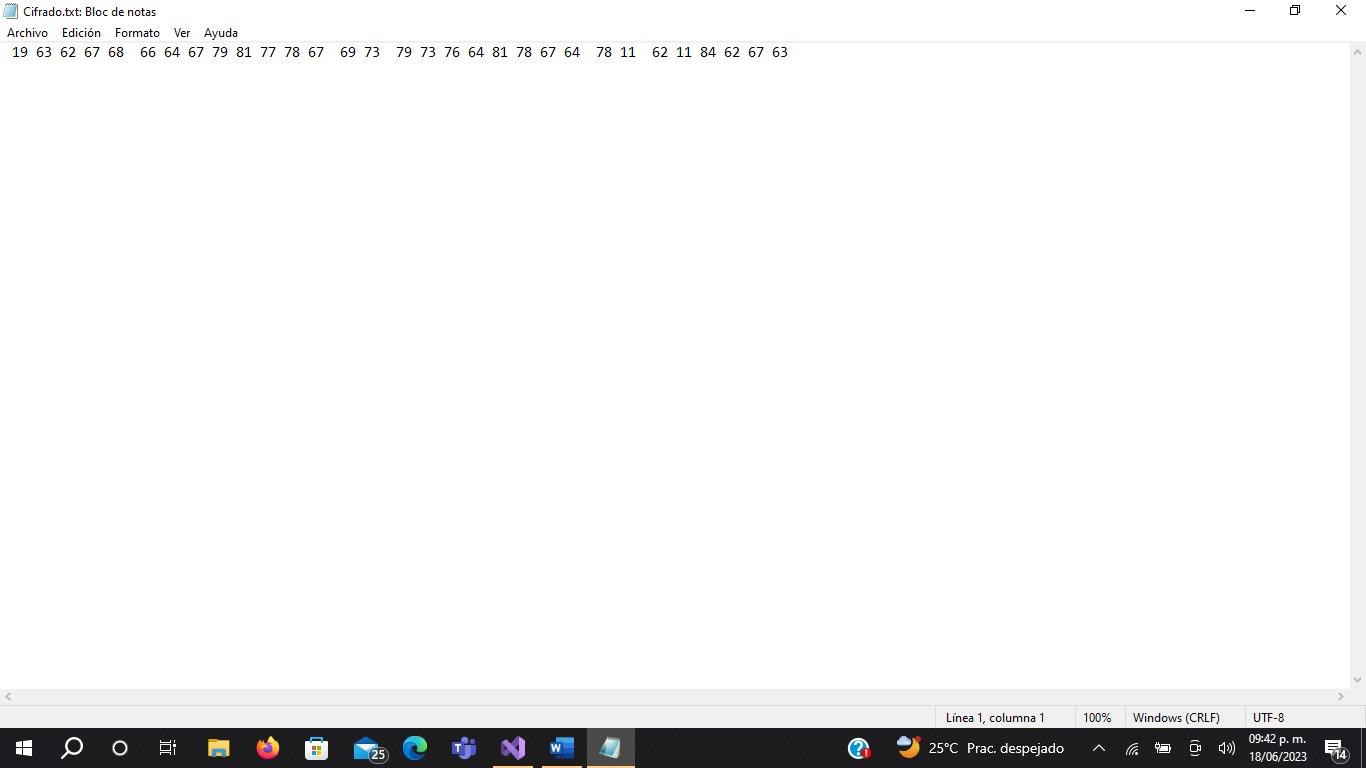 Cifrado.txt: Bloc de notas
Archivo Edición Formato Ver Ayuda
19 63 62 67 68  66 64 67 79 81 77 78 67  69 73  79 73 76 64 81 78 67 64  78 11  62 11 84 62 67 63
Línea 1, columna 1 100% Windows (CRLF) UTF-8
25 W 25°C Prac. despejado 09:42 p. m. 14
18/06/2023